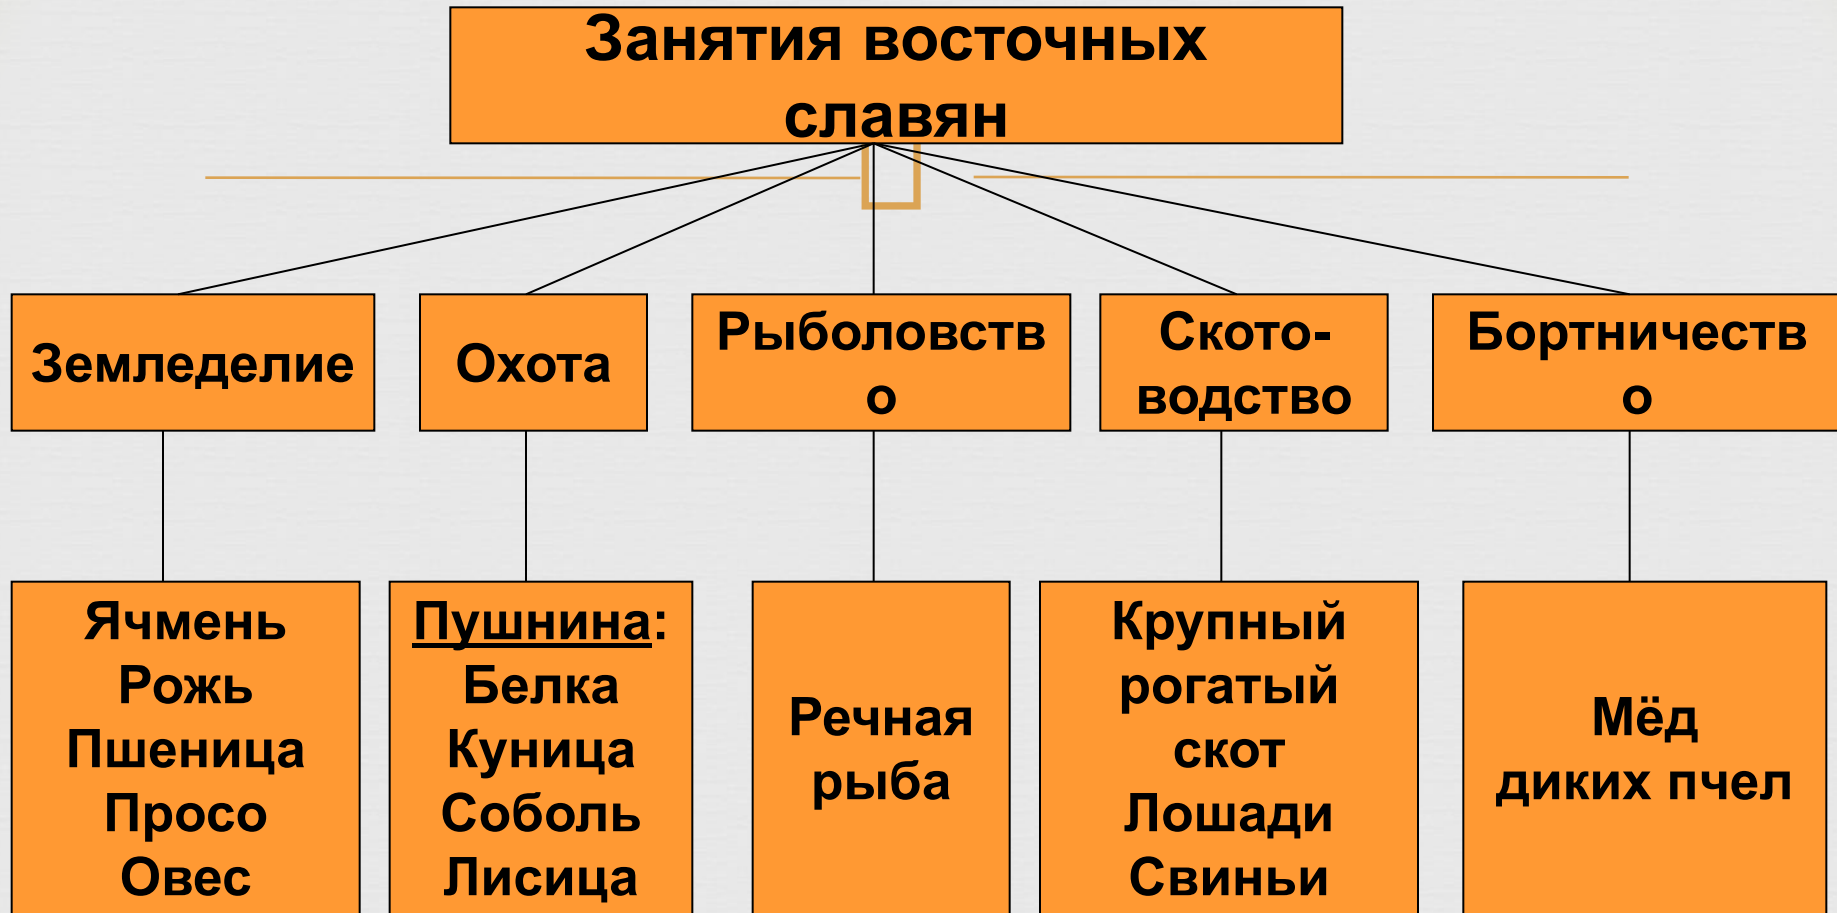 Занятия восточных
славян
Земледелие
Охота
Рыболовств
о
Ското-
водство
Бортничеств
о
Ячмень
Рожь
Пшеница
Просо
Овес
Пушнина:
Белка
Куница
Соболь
Лисица
Речная
рыба
Крупный
рогатый
скот
Лошади
Свиньи
Мёд
диких пчел